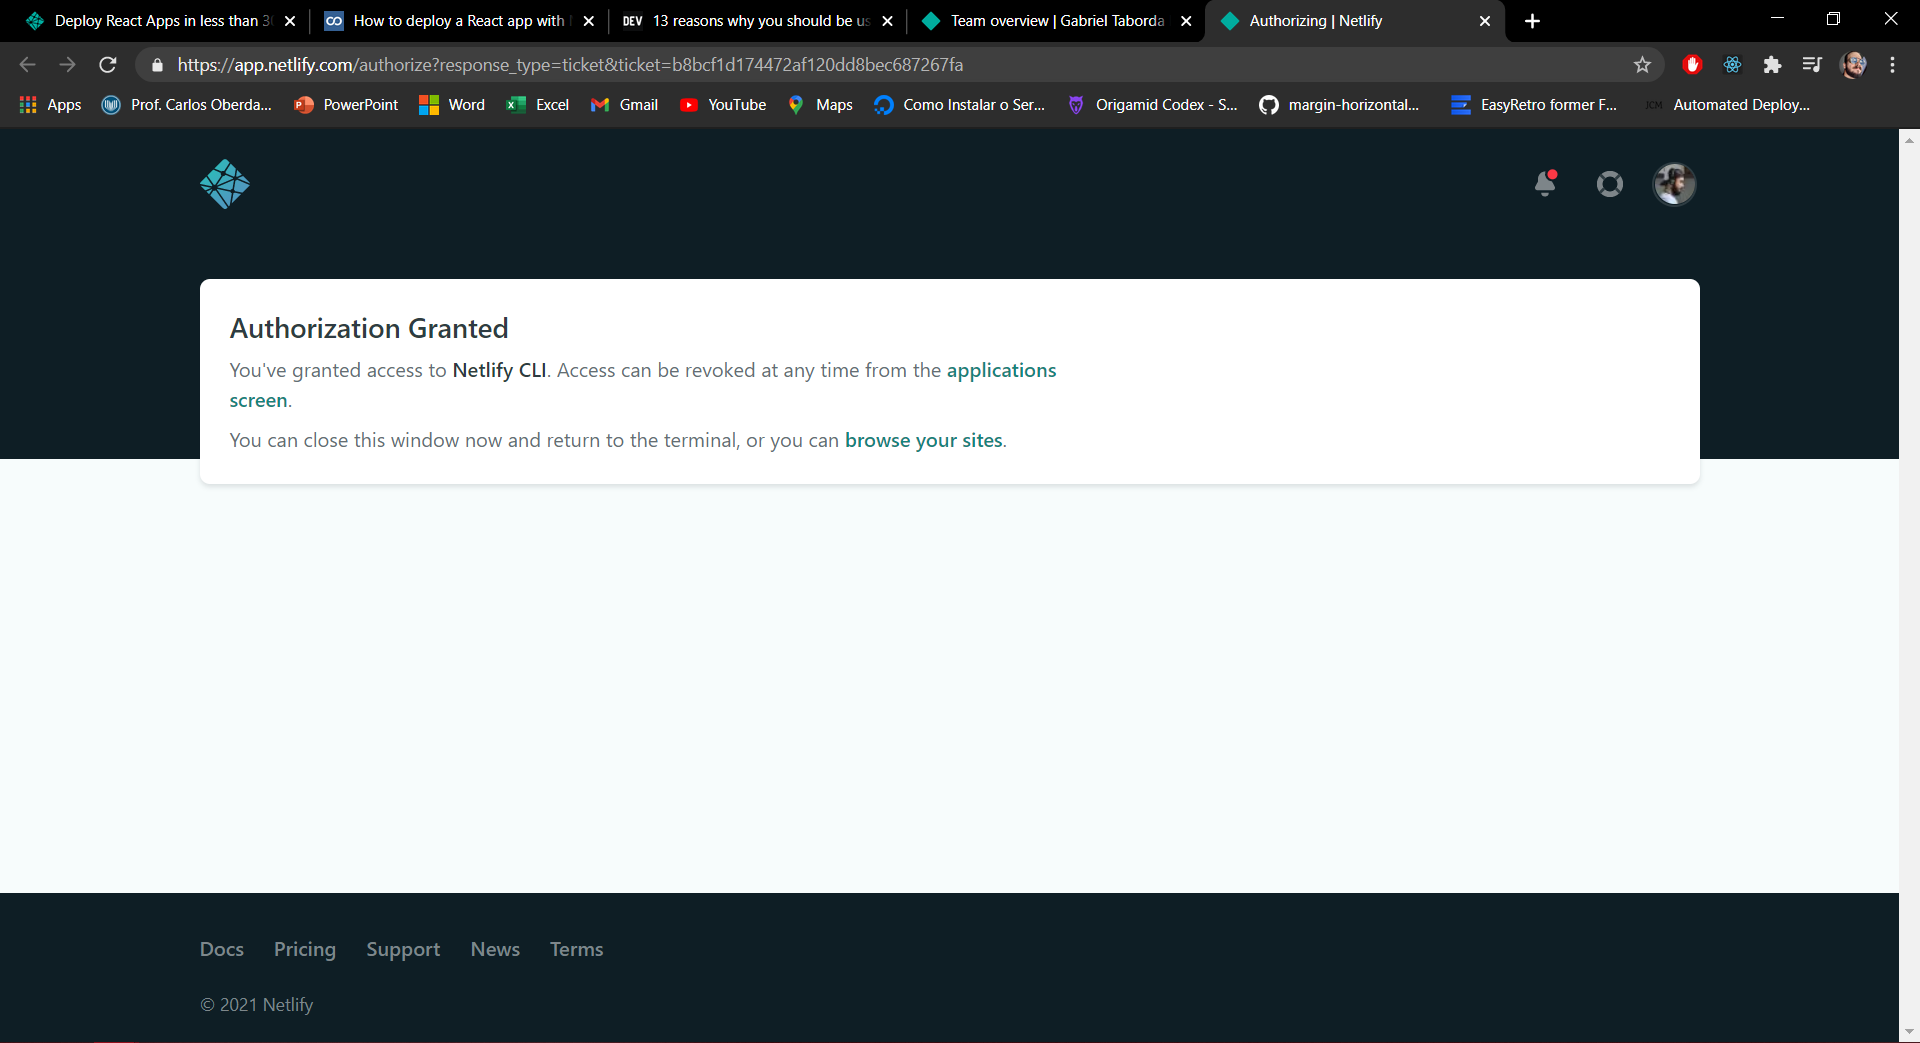 Deploy React Apps in less than 30
How to deploy a React app with
DEV
13 reasons why you should be us
Team overview | Gabriel Taborda
Authorizing | Netlify
https://app.netlify.com/authorize?response_type=ticket&ticket=b8bcf1d174472af120dd8bec687267fa
Apps
Prof. Carlos Oberda...
PowerPoint
Word
Excel
Gmail
YouTube
Maps
Como Instalar o Ser...
Origamid Codex - S...
margin-horizontal...
EasyRetro former F...
Automated Deploy...
Authorization Granted
You've granted access to Netlify CLI. Access can be revoked at any time from the applications
screen.
You can close this window now and return to the terminal, or you can browse your sites.
Docs
Pricing
Support
News
Terms
© 2021 Netlify